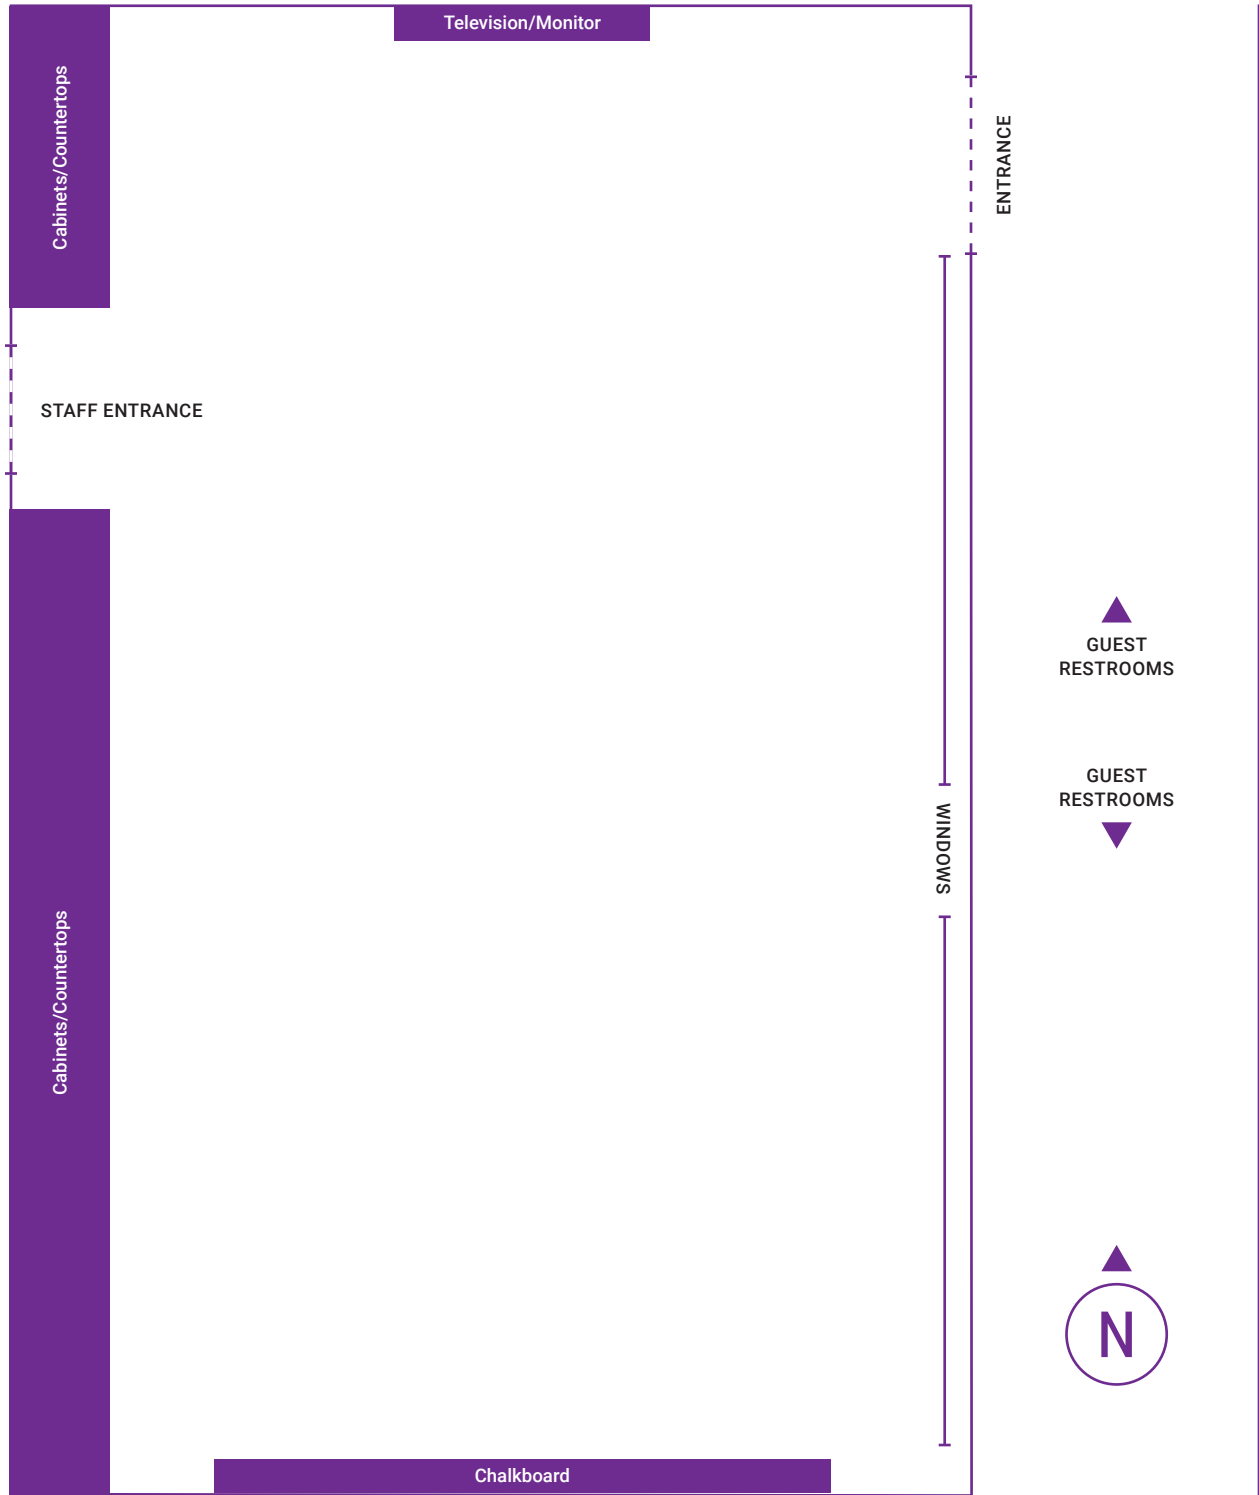 Television/Monitor
Cabinets/Countertops
ENTRANCE
STAFF ENTRANCE
GUEST
RESTROOMS
GUEST
RESTROOMS
WINDOWS
Cabinets/Countertops
N
Chalkboard